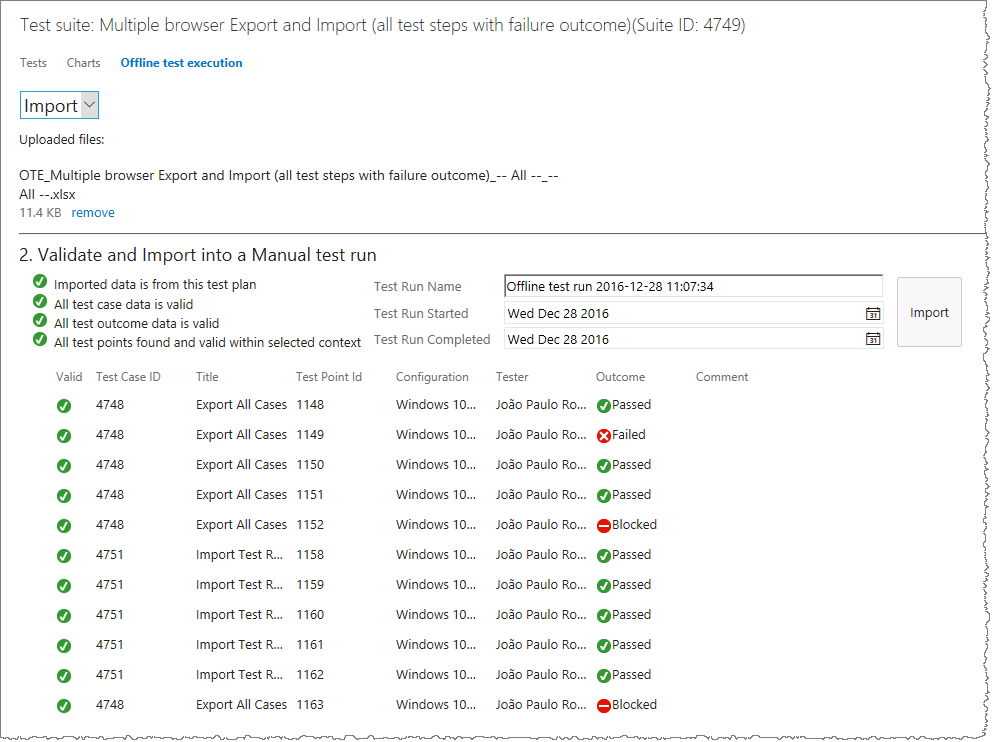 Test suite: Multiple browser Export and Import (all test steps with failure outcome)(Suite ID: 4749)
Tests Charts Offline test execution
Import
Uploaded files:
OTE_Multiple browser Export and Import (all test steps with failure outcome)_-- All --_--
All --.xlsx
11.4 KB remove
2. Validate and Import into a Manual test run
Imported data is from this test plan
All test case data is valid
All test outcome data is valid
All test points found and valid within selected context
Test Run Name Offline test run 2016-12-28 11:07:34
Test Run Started Wed Dec 28 2016
Test Run Completed Wed Dec 28 2016
Import
Valid Test Case ID Title Test Point Id Configuration Tester Outcome Comment
4748 Export All Cases 1148 Windows 10... João Paulo Ro... Passed
4748 Export All Cases 1149 Windows 10... João Paulo Ro... Failed
4748 Export All Cases 1150 Windows 10... João Paulo Ro... Passed
4748 Export All Cases 1151 Windows 10... João Paulo Ro... Passed
4748 Export All Cases 1152 Windows 10... João Paulo Ro... Blocked
4751 Import Test R... 1158 Windows 10... João Paulo Ro... Passed
4751 Import Test R... 1159 Windows 10... João Paulo Ro... Passed
4751 Import Test R... 1160 Windows 10... João Paulo Ro... Passed
4751 Import Test R... 1161 Windows 10... João Paulo Ro... Passed
4751 Import Test R... 1162 Windows 10... João Paulo Ro... Passed
4748 Export All Cases 1163 Windows 10... João Paulo Ro... Blocked